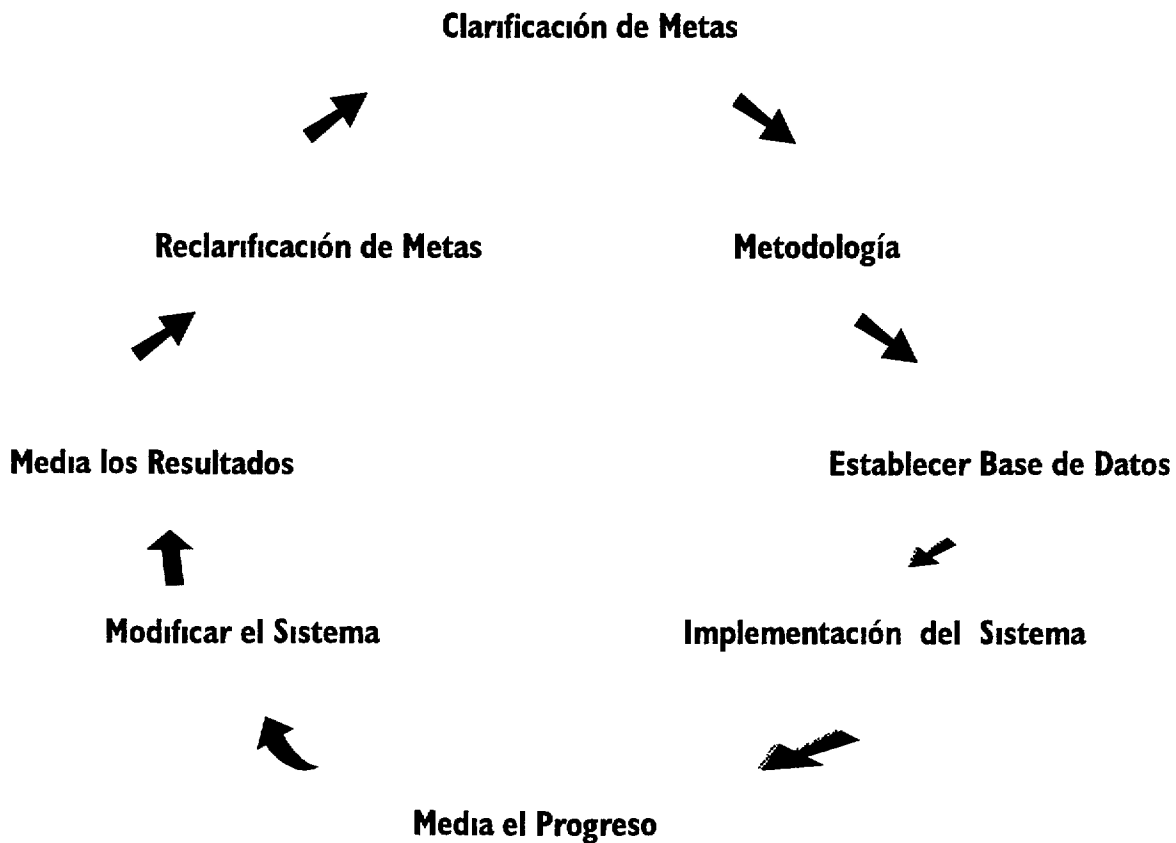 Clarificación de Metas
Reclarificación de Metas
Metodología
Media los Resultados
Establecer Base de Datos
Modificar el Sistema
Implementación del Sistema
Media el Progreso